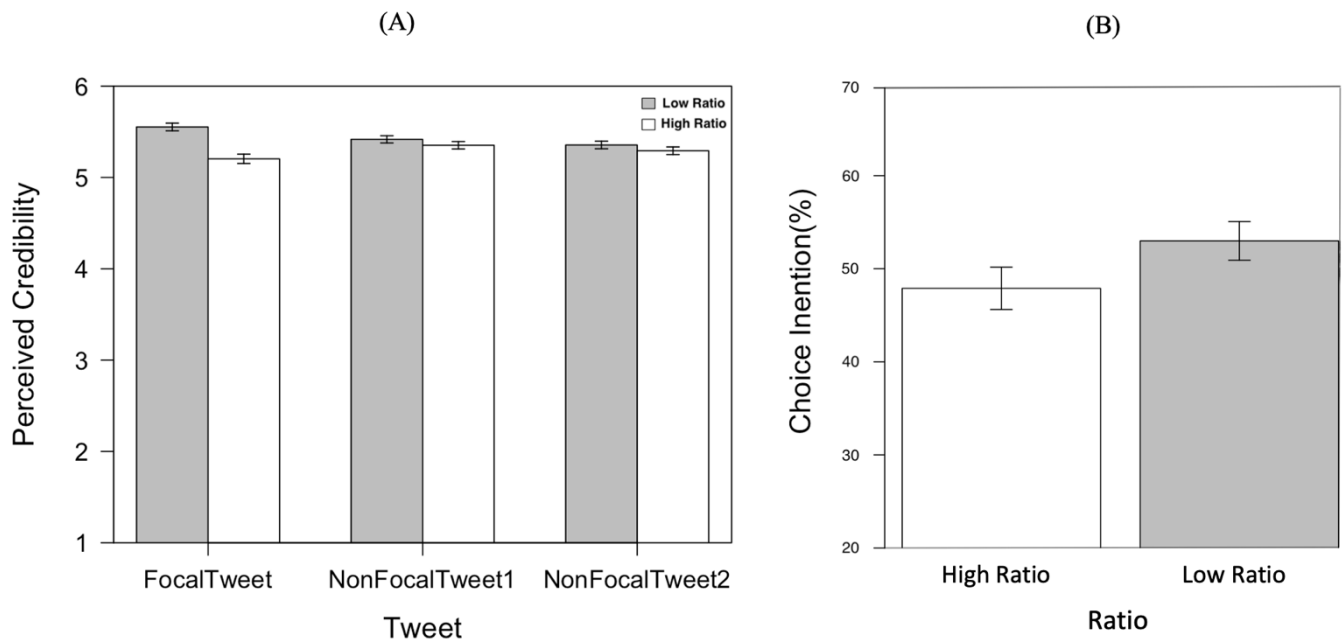 (A)
Perceived Credibility
6
5
4
3
2
1
Low Ratio
High Ratio
FocalTweet
NonFocalTweet1
NonFocalTweet2
Tweet
(B)
Choice Inention(%)
70
60
50
40
30
20
High Ratio
Low Ratio
Ratio